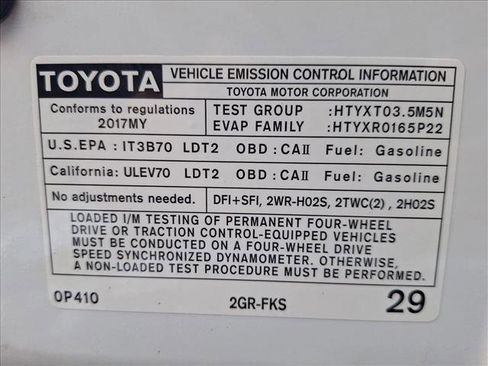 TOYOTA VEHICLE EMISSION CONTROL INFORMATION
TOYOTA MOTOR CORPORATION
Conforms to regulations
2017MY
TEST GROUP :HTYXT03.5M5N
EVAP FAMILY :HTYXR0165P22
U.S.EPA : IT3B70 LDT2 OBD : CAII Fuel: Gasoline
California: ULEV70 LDT2 OBD : CAII Fuel: Gasoline
No adjustments needed. DFI+SFI, 2WR-HO2S, 2TWC(2), 2HO2S
LOADED I/M TESTING OF PERMANENT FOUR-WHEEL
DRIVE OR TRACTION CONTROL-EQUIPPED VEHICLES
MUST BE CONDUCTED ON A FOUR-WHEEL DRIVE
SPEED SYNCHRONIZED DYNAMOMETER. OTHERWISE,
A NON-LOADED TEST PROCEDURE MUST BE PERFORMED.
0P410 2GR-FKS 29